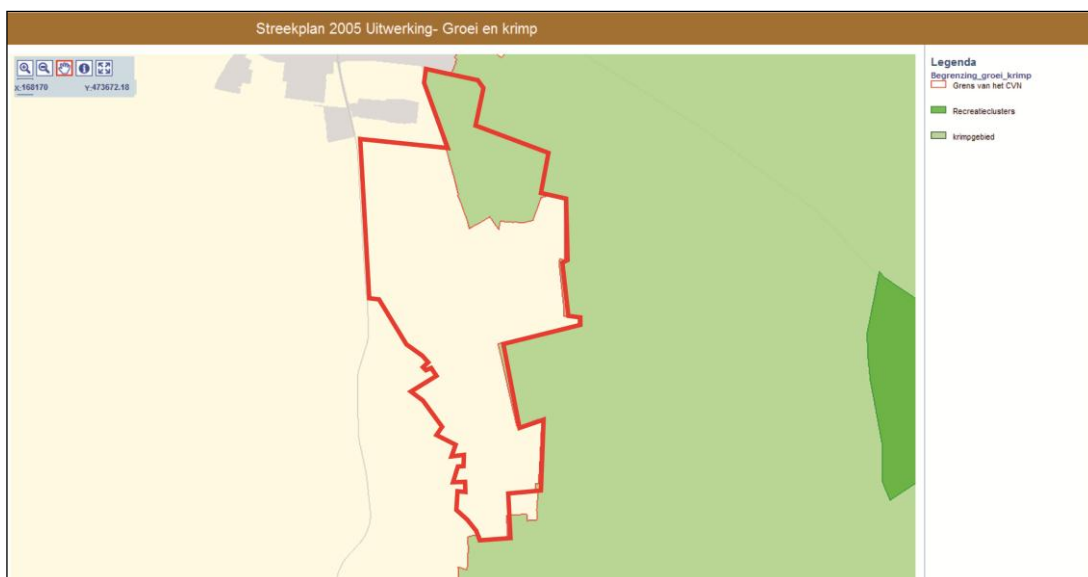 Streekplan 2005 Uitwerking- Groei en krimp
X:168170 Y:473672.18
Legenda
Begrenzing_groei_krimp
Grens van het CVN
Recreatieclusters
krimpgebied